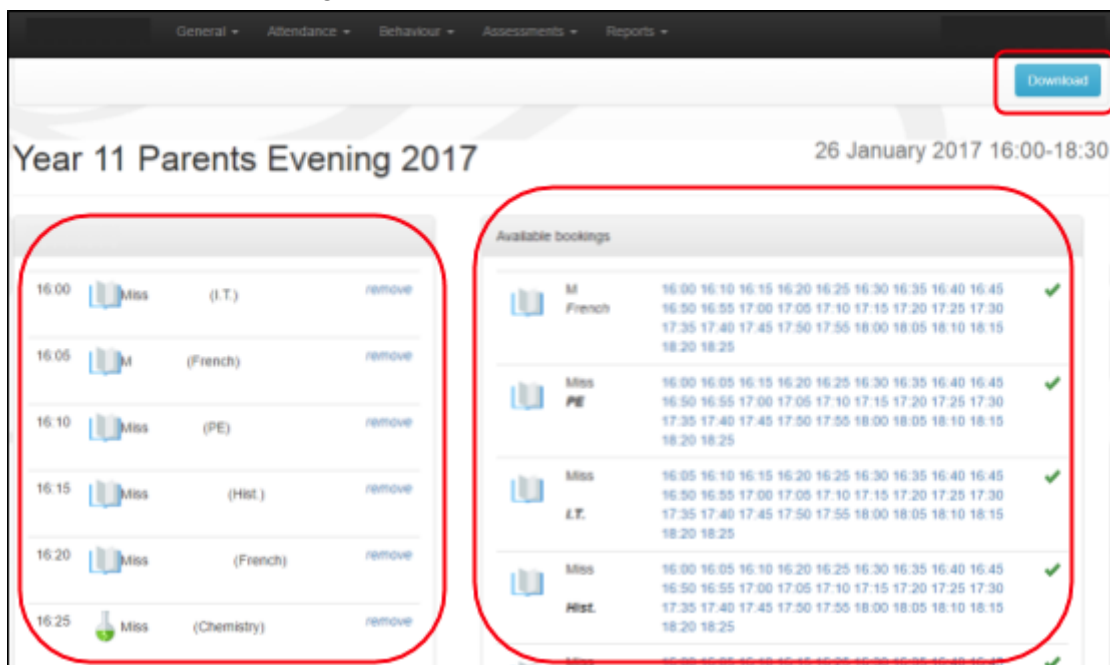 General Attendance Behaviour Assessments Reports
Download
Year 11 Parents Evening 2017
26 January 2017 16:00-18:30
16:00 Miss (I.T.) remove
16:05 M (French) remove
16:10 Miss (PE) remove
16:15 Miss (Hist.) remove
16:20 Miss (French) remove
16:25 Miss (Chemistry) remove
Available bookings
M
French
16:00 16:10 16:15 16:20 16:25 16:30 16:35 16:40 16:45
16:50 16:55 17:00 17:05 17:10 17:15 17:20 17:25 17:30
17:35 17:40 17:45 17:50 17:55 18:00 18:05 18:10 18:15
18:20 18:25
Miss
PE
16:00 16:05 16:15 16:20 16:25 16:30 16:35 16:40 16:45
16:50 16:55 17:00 17:05 17:10 17:15 17:20 17:25 17:30
17:35 17:40 17:45 17:50 17:55 18:00 18:05 18:10 18:15
18:20 18:25
Miss
I.T.
16:05 16:10 16:15 16:20 16:25 16:30 16:35 16:40 16:45
16:50 16:55 17:00 17:05 17:10 17:15 17:20 17:25 17:30
17:35 17:40 17:45 17:50 17:55 18:00 18:05 18:10 18:15
18:20 18:25
Miss
Hist.
16:00 16:05 16:10 16:20 16:25 16:30 16:35 16:40 16:45
16:50 16:55 17:00 17:05 17:10 17:15 17:20 17:25 17:30
17:35 17:40 17:45 17:50 17:55 18:00 18:05 18:10 18:15
18:20 18:25